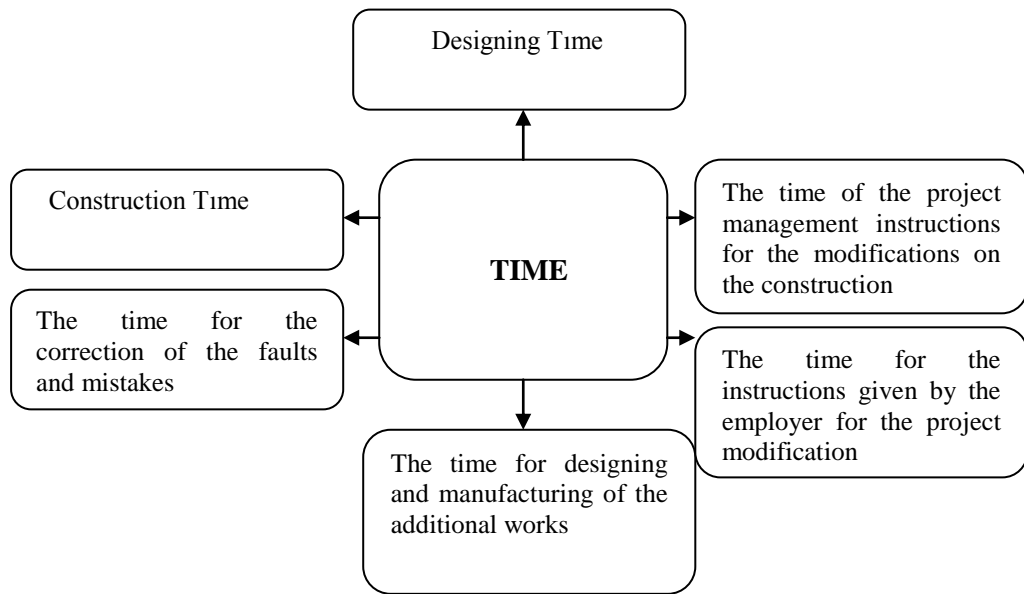 Designing Tıme
Construction Tıme
TIME
The time of the project
management instructions
for the modifications on
the construction
The time for the
correction of the faults
and mistakes
The time for the
instructions given by the
employer for the project
modification
The time for designing
and manufacturing of the
additional works